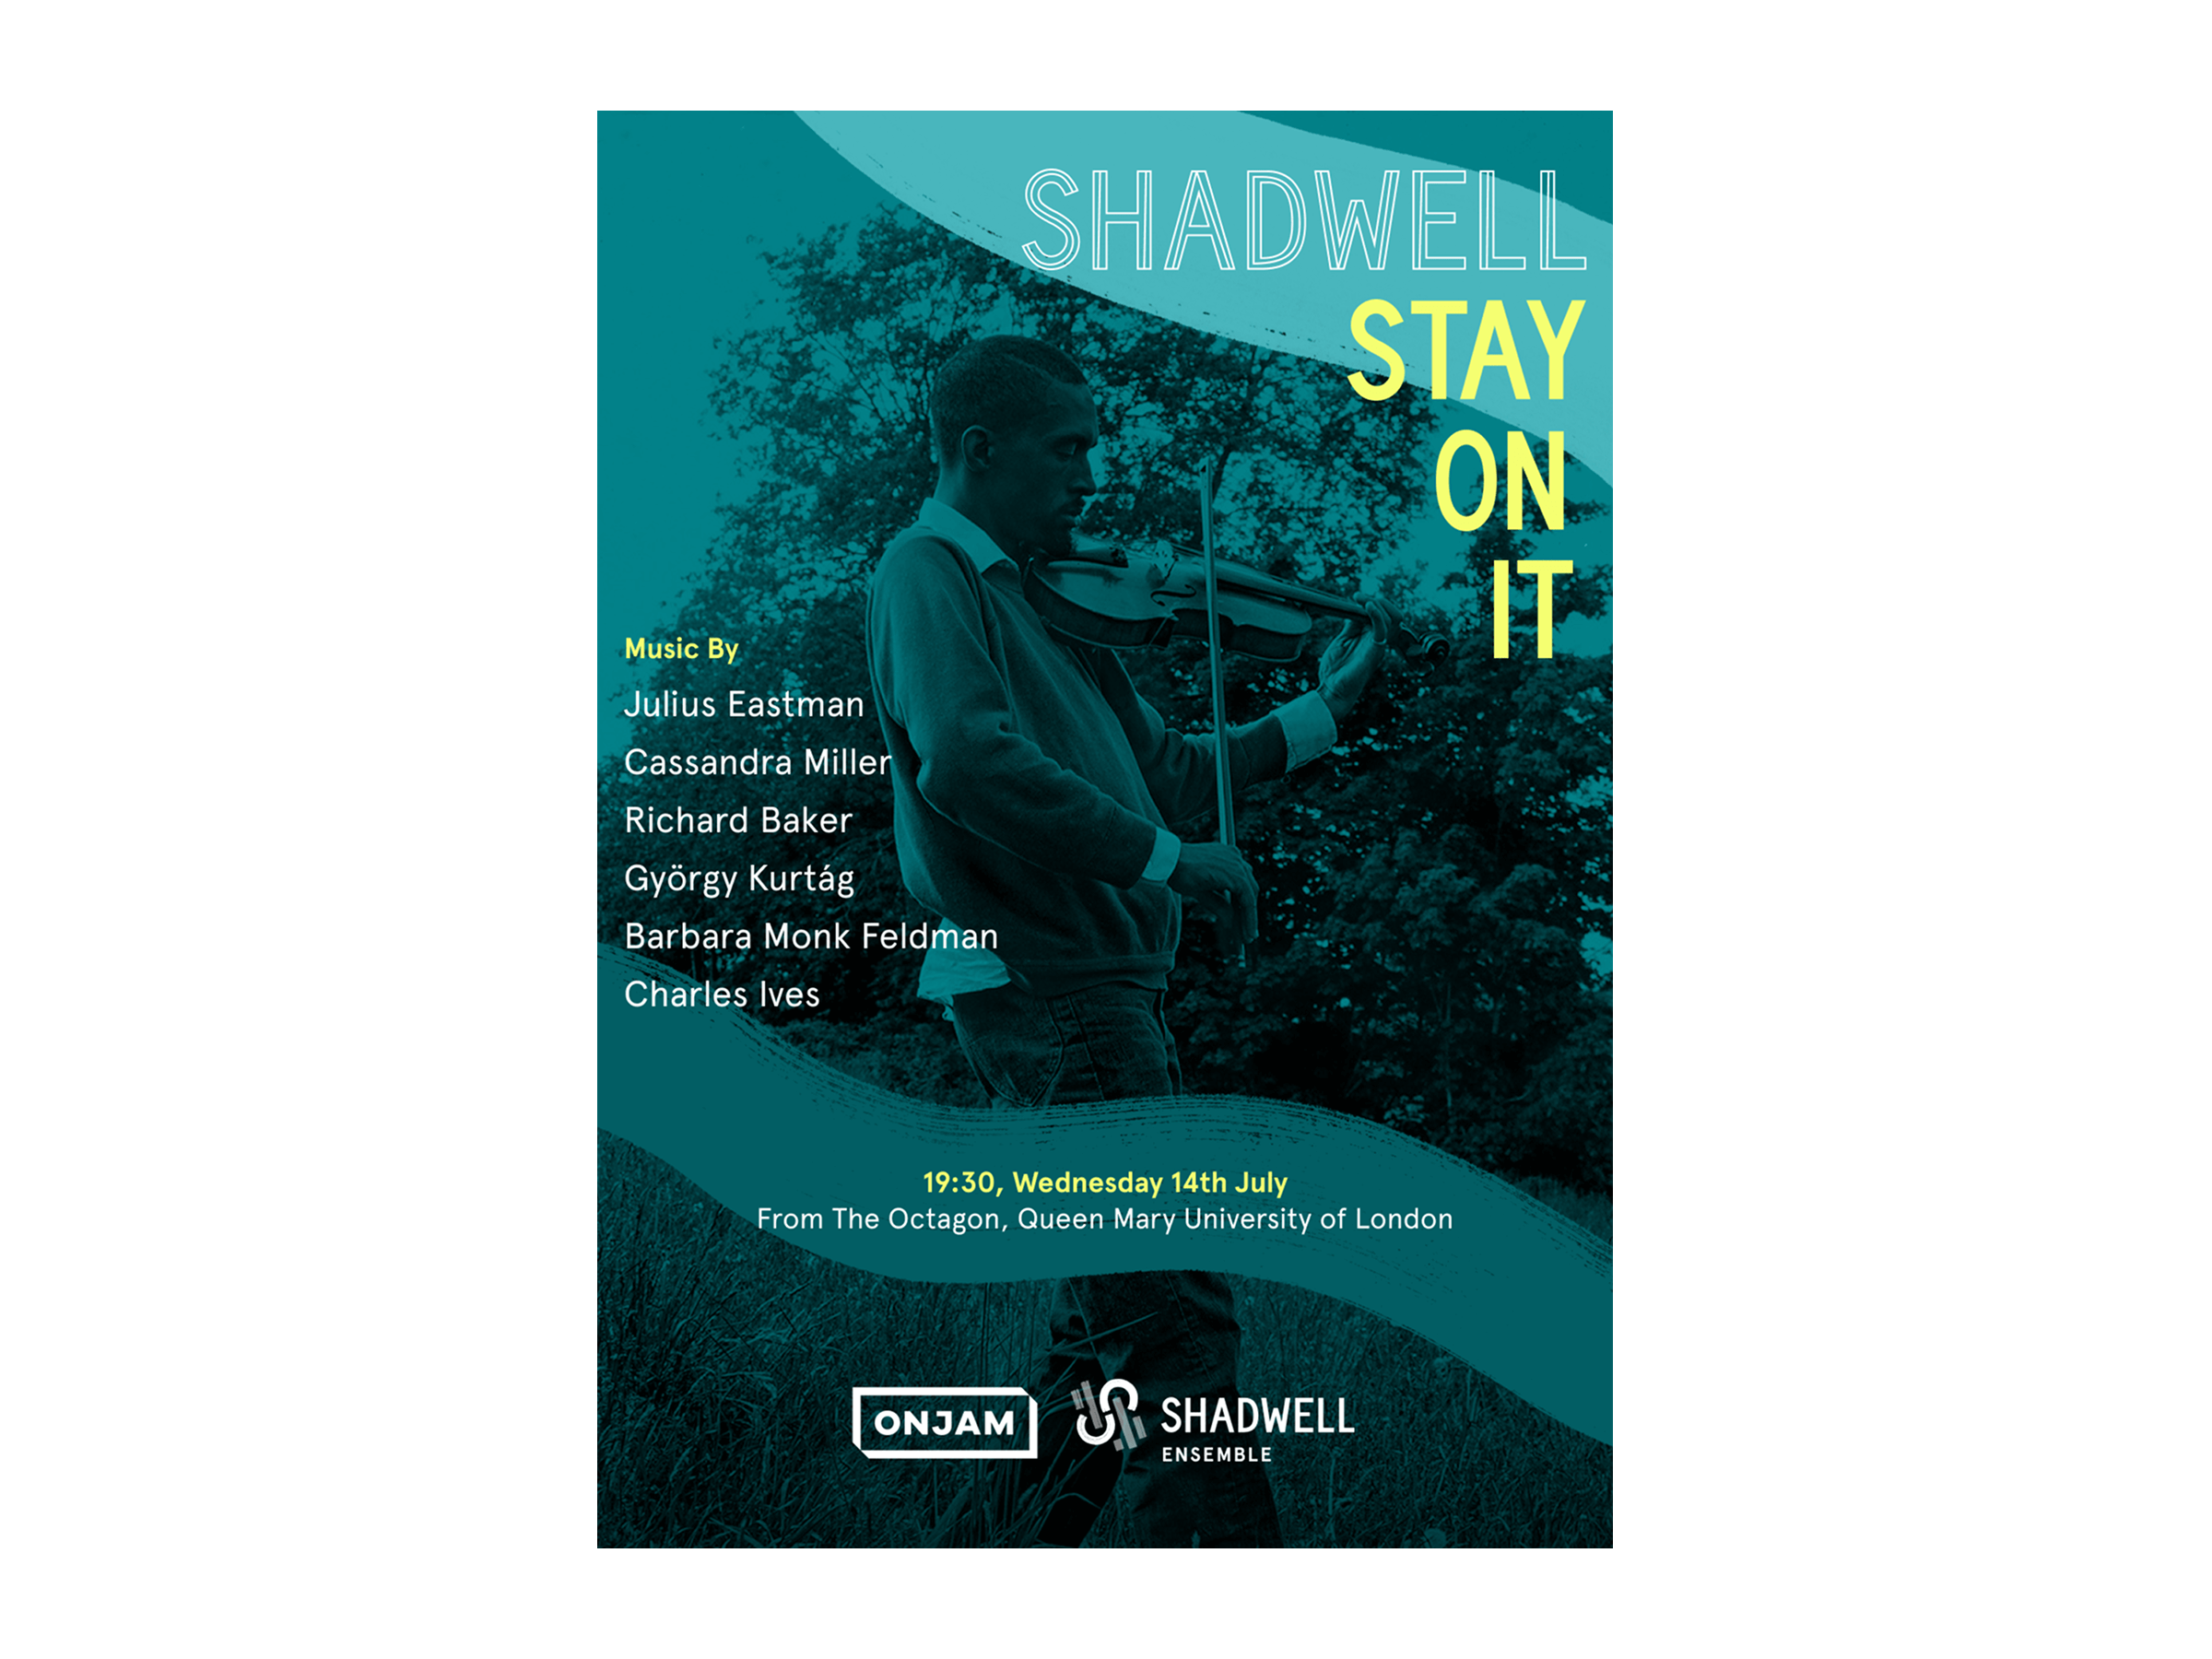 SHADWELL
STAY
ON
IT
Music By
Julius Eastman
Cassandra Miller
Richard Baker
György Kurtág
Barbara Monk Feldman
Charles Ives
19:30, Wednesday 14th July
From The Octagon, Queen Mary University of London
ONJAM
SHADWELL
ENSEMBLE